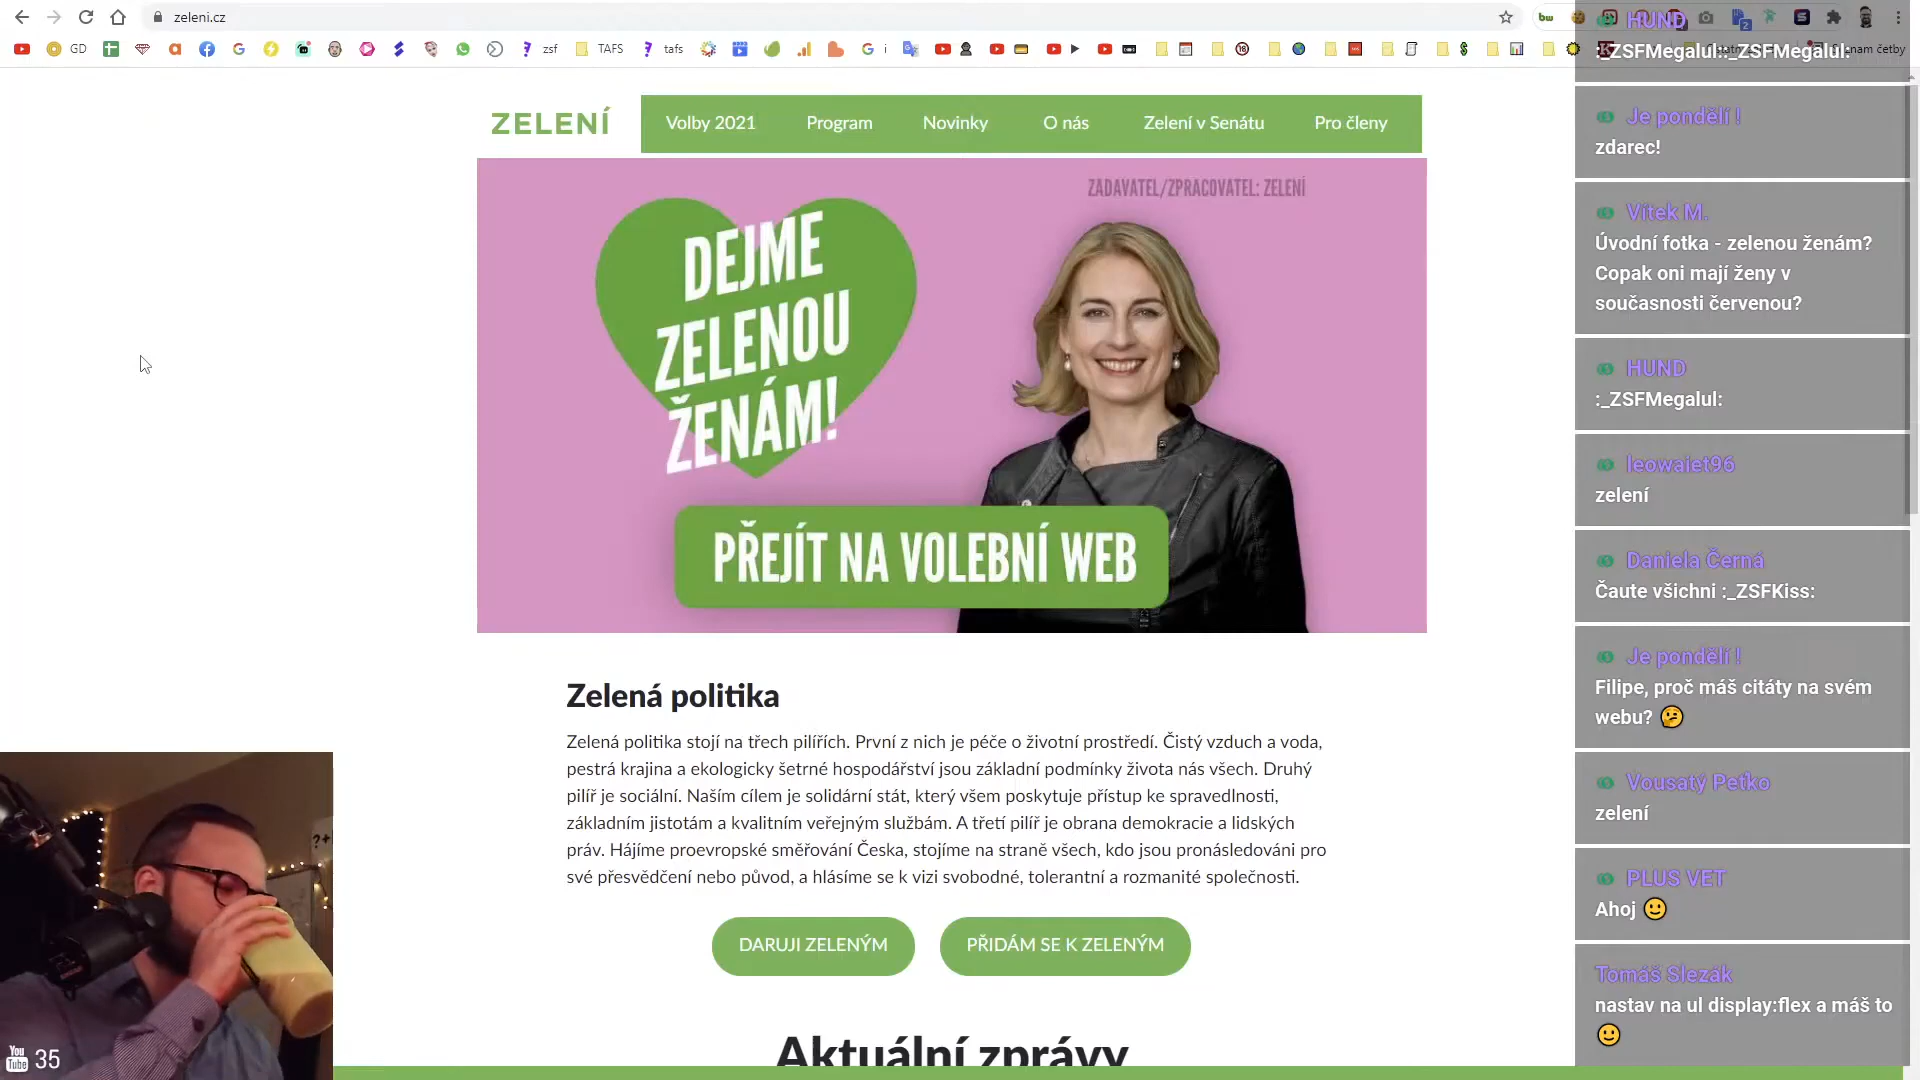 zeleni.cz
GD
zsf
TAFS
tafs
G i
znam četby
ZELENÍ
Volby 2021
Program
Novinky
O nás
Zelení v Senátu
Pro členy
ZADAVATEL/ZPRACOVATEL: ZELENÍ
DEJME
ZELENOU
ŽENÁM!
PŘEJÍT NA VOLEBNÍ WEB
Zelená politika
Zelená politika stojí na třech pilířích. První z nich je péče o životní prostředí. Čistý vzduch a voda,
pestrá krajina a ekologicky šetrné hospodářství jsou základní podmínky života nás všech. Druhý
pilíř je sociální. Naším cílem je solidární stát, který všem poskytuje přístup ke spravedlnosti,
základním jistotám a kvalitním veřejným službám. A třetí pilíř je obrana demokracie a lidských
práv. Hájíme proevropské směřování Česka, stojíme na straně všech, kdo jsou pronásledováni pro
své přesvědčení nebo původ, a hlásíme se k vizi svobodné, tolerantní a rozmanité společnosti.
DARUJI ZELENÝM
PŘIDÁM SE K ZELENÝM
Aktuální zprávy
HUND
:_ZSFMegalul::_ZSFMegalul:
Je pondělí !
zdarec!
Vítek M.
Úvodní fotka - zelenou ženám?
Copak oni mají ženy v
současnosti červenou?
HUND
:_ZSFMegalul:
leowaiet96
zelení
Daniela Černá
Čaute všichni :_ZSFKiss:
Je pondělí !
Filipe, proč máš citáty na svém
webu? 🤔
Vousatý Peťko
zelení
PLUS VET
Ahoj 🙂
Tomáš Slezák
nastav na ul display:flex a máš to
🙂
You
Tube 35